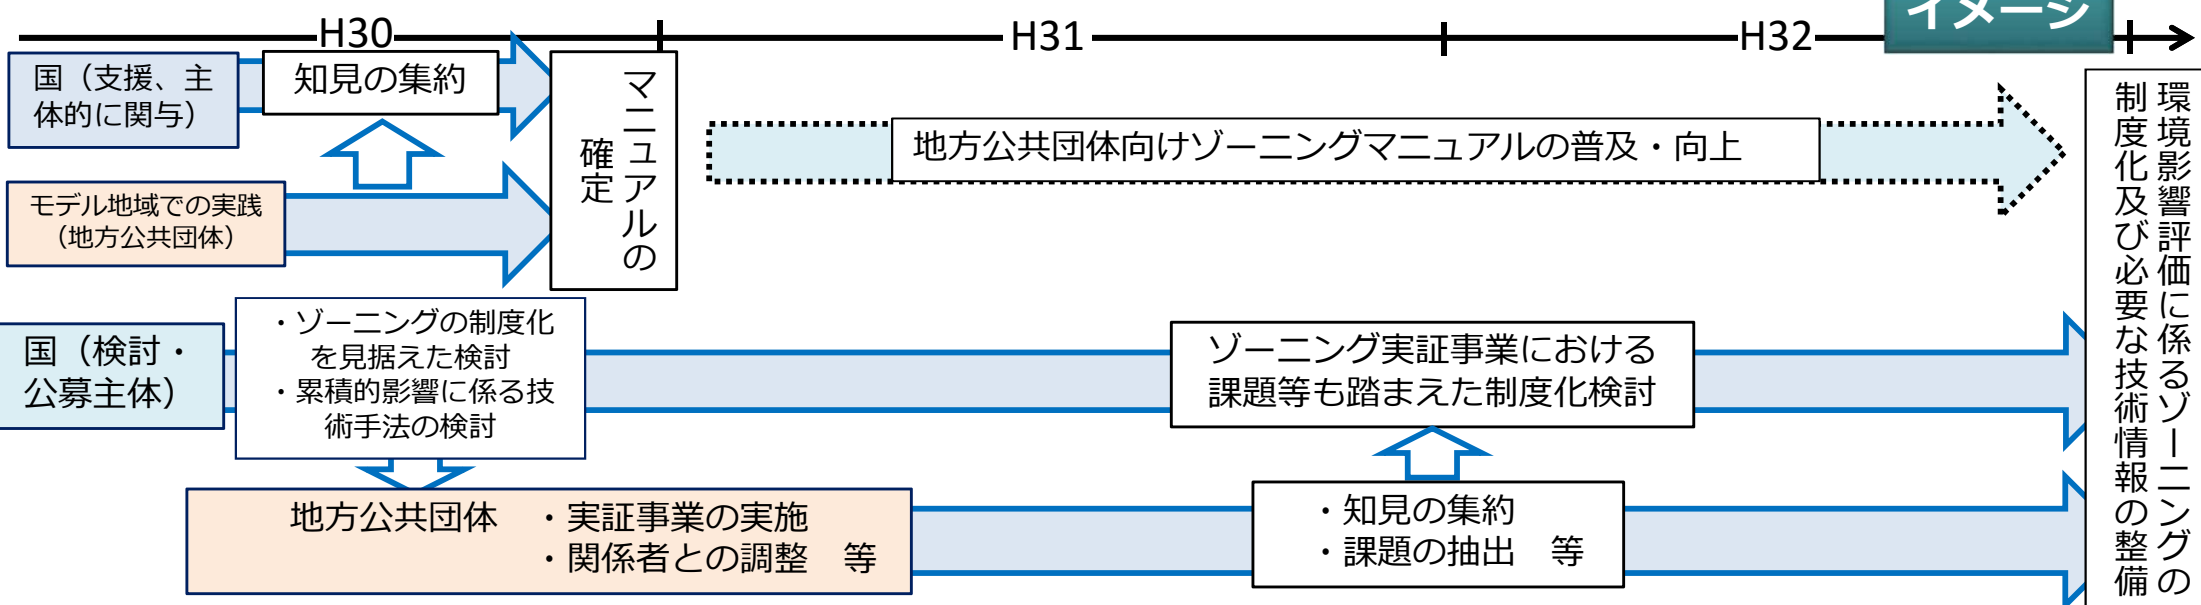 イメージ
H30
H31
H32
国（支援、主
体的に関与）
知見の集約
マニュアルの
確定
モデル地域での実践
（地方公共団体）
地方公共団体向けゾーニングマニュアルの普及・向上
国（検討・
公募主体）
・ゾーニングの制度化
を見据えた検討
・累積的影響に係る技
術手法の検討
ゾーニング実証事業における
課題等も踏まえた制度化検討
地方公共団体　・実証事業の実施
・関係者との調整　等
・知見の集約
・課題の抽出　等
環境影響評価に係るゾーニングの
制度化及び必要な技術情報の整備